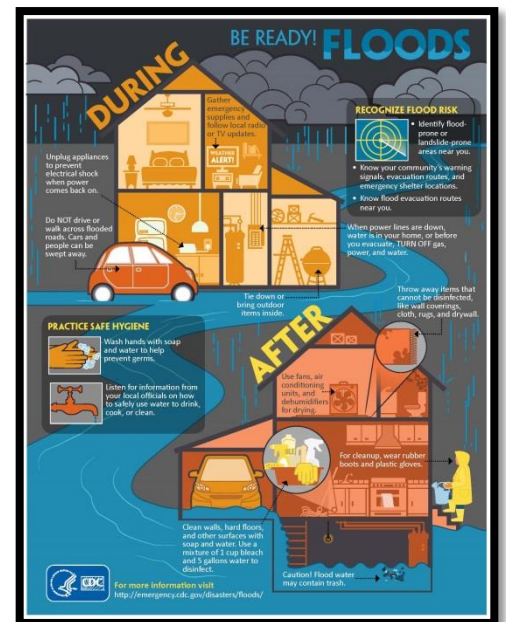 BE READY! FLOODS
DURING
Gather
emergency
supplies and
follow local radio
or TV updates.
WEATHER
ALERT!
RECOGNIZE FLOOD RISK
• Identify flood-
prone or
landslide-prone
areas near you.
• Know your community's warning
signals, evacuation routes, and
emergency shelter locations.
• Know flood evacuation routes
near you.
Unplug appliances
to prevent
electrical shock
when power
comes back on.
Do NOT drive or
walk across flooded
roads. Cars and
people can be
swept away.
When power lines are down,
water is in your home, or before
you evacuate, TURN OFF gas,
power, and water.
Tie down or
bring outdoor
items inside.
Throw away items that
cannot be disinfected,
like wall coverings,
cloth, rugs, and drywall.
PRACTICE SAFE HYGIENE
Wash hands with soap
and water to help
prevent germs.
Listen for information from
your local officials on how
to safely use water to drink,
cook, or clean.
AFTER
Use fans, air
conditioning
units, and
dehumidifiers
for drying.
For cleanup, wear rubber
boots and plastic gloves.
Clean walls, hard floors,
and other surfaces with
soap and water. Use a
mixture of 1 cup bleach
and 5 gallons water to
disinfect.
Caution! Flood water
may contain trash.
CDC
For more information visit
http://emergency.cdc.gov/disasters/floods/